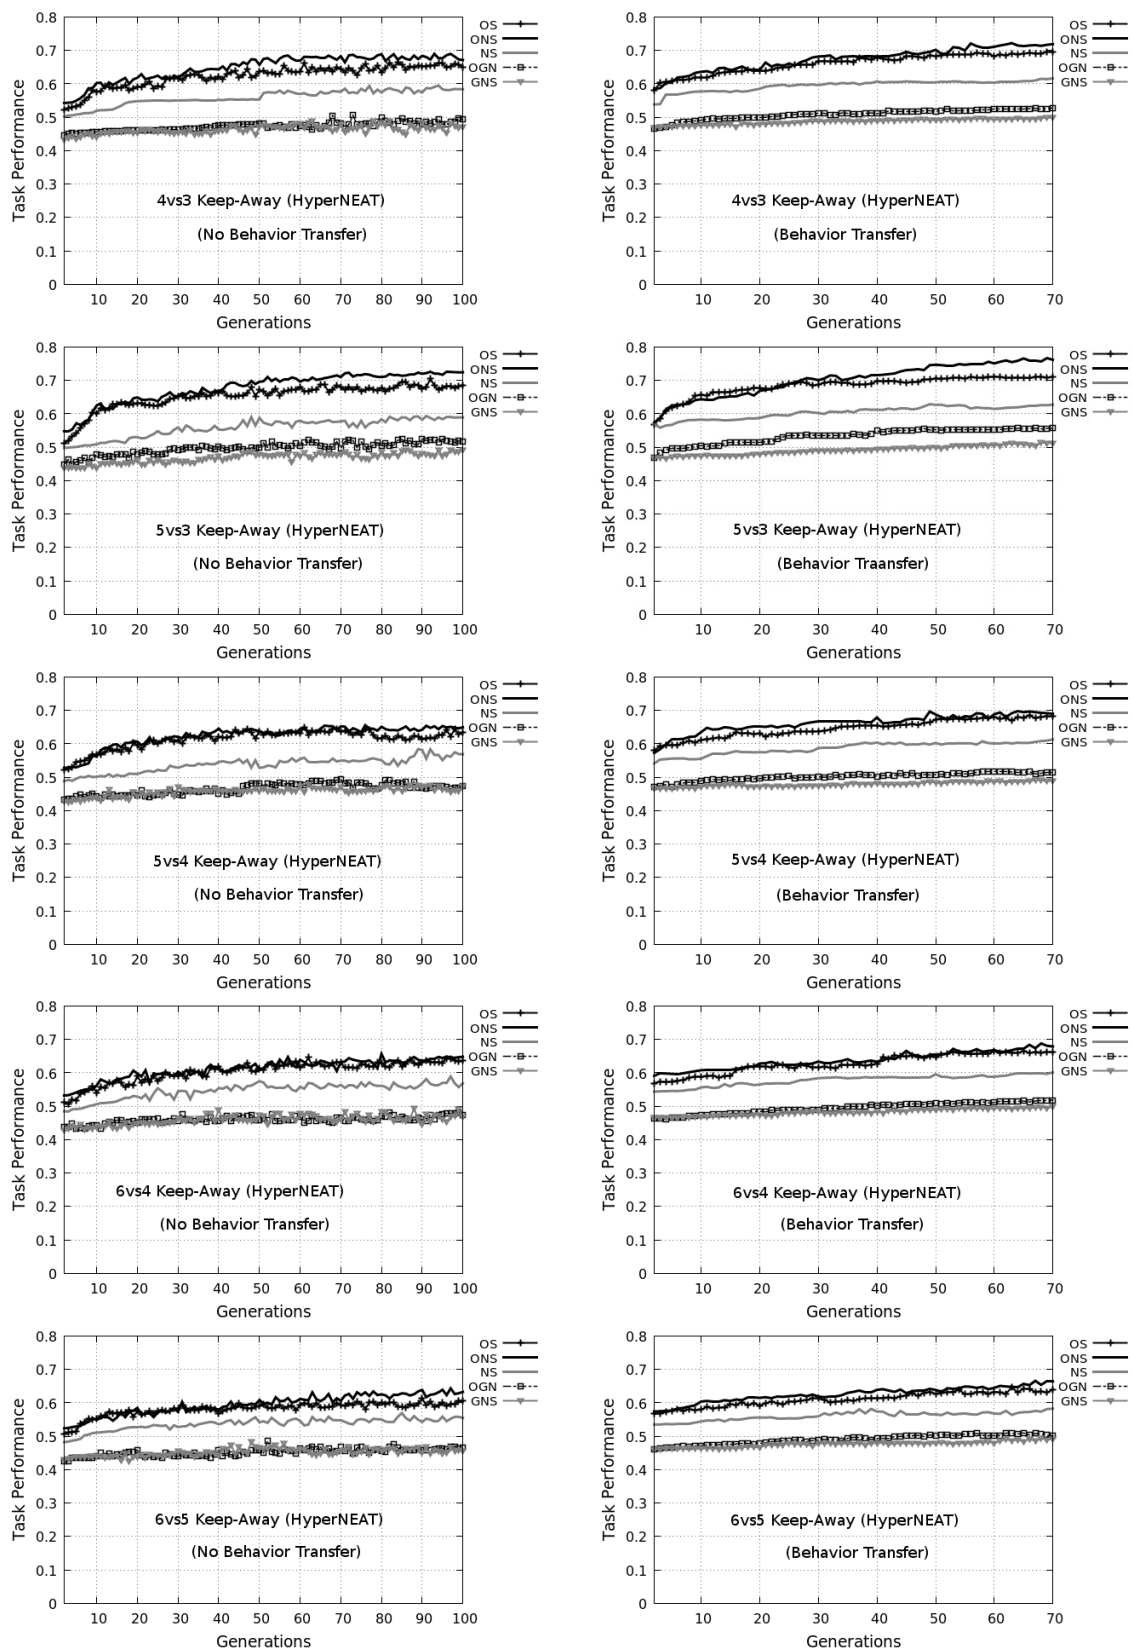 0.8
0.7
0.6
0.5
0.4
0.3
0.2
0.1
0
Task Performance
OS
ONS
NS
OGN
GNS
4vs3 Keep-Away (HyperNEAT)
(No Behavior Transfer)
10 20 30 40 50 60 70 80 90 100
Generations
0.8
0.7
0.6
0.5
0.4
0.3
0.2
0.1
0
Task Performance
OS
ONS
NS
OGN
GNS
4vs3 Keep-Away (HyperNEAT)
(Behavior Transfer)
10 20 30 40 50 60 70
Generations
0.8
0.7
0.6
0.5
0.4
0.3
0.2
0.1
0
Task Performance
OS
ONS
NS
OGN
GNS
5vs3 Keep-Away (HyperNEAT)
(No Behavior Transfer)
10 20 30 40 50 60 70 80 90 100
Generations
0.8
0.7
0.6
0.5
0.4
0.3
0.2
0.1
0
Task Performance
OS
ONS
NS
OGN
GNS
5vs3 Keep-Away (HyperNEAT)
(Behavior Traansfer)
10 20 30 40 50 60 70
Generations
0.8
0.7
0.6
0.5
0.4
0.3
0.2
0.1
0
Task Performance
OS
ONS
NS
OGN
GNS
5vs4 Keep-Away (HyperNEAT)
(No Behavior Transfer)
10 20 30 40 50 60 70 80 90 100
Generations
0.8
0.7
0.6
0.5
0.4
0.3
0.2
0.1
0
Task Performance
OS
ONS
NS
OGN
GNS
5vs4 Keep-Away (HyperNEAT)
(Behavior Transfer)
10 20 30 40 50 60 70
Generations
0.8
0.7
0.6
0.5
0.4
0.3
0.2
0.1
0
Task Performance
OS
ONS
NS
OGN
GNS
6vs4 Keep-Away (HyperNEAT)
(No Behavior Transfer)
10 20 30 40 50 60 70 80 90 100
Generations
0.8
0.7
0.6
0.5
0.4
0.3
0.2
0.1
0
Task Performance
OS
ONS
NS
OGN
GNS
6vs4 Keep-Away (HyperNEAT)
(Behavior Transfer)
10 20 30 40 50 60 70
Generations
0.8
0.7
0.6
0.5
0.4
0.3
0.2
0.1
0
Task Performance
OS
ONS
NS
OGN
GNS
6vs5 Keep-Away (HyperNEAT)
(No Behavior Transfer)
10 20 30 40 50 60 70 80 90 100
Generations
0.8
0.7
0.6
0.5
0.4
0.3
0.2
0.1
0
Task Performance
OS
ONS
NS
OGN
GNS
6vs5 Keep-Away (HyperNEAT)
(Behavior Transfer)
10 20 30 40 50 60 70
Generations